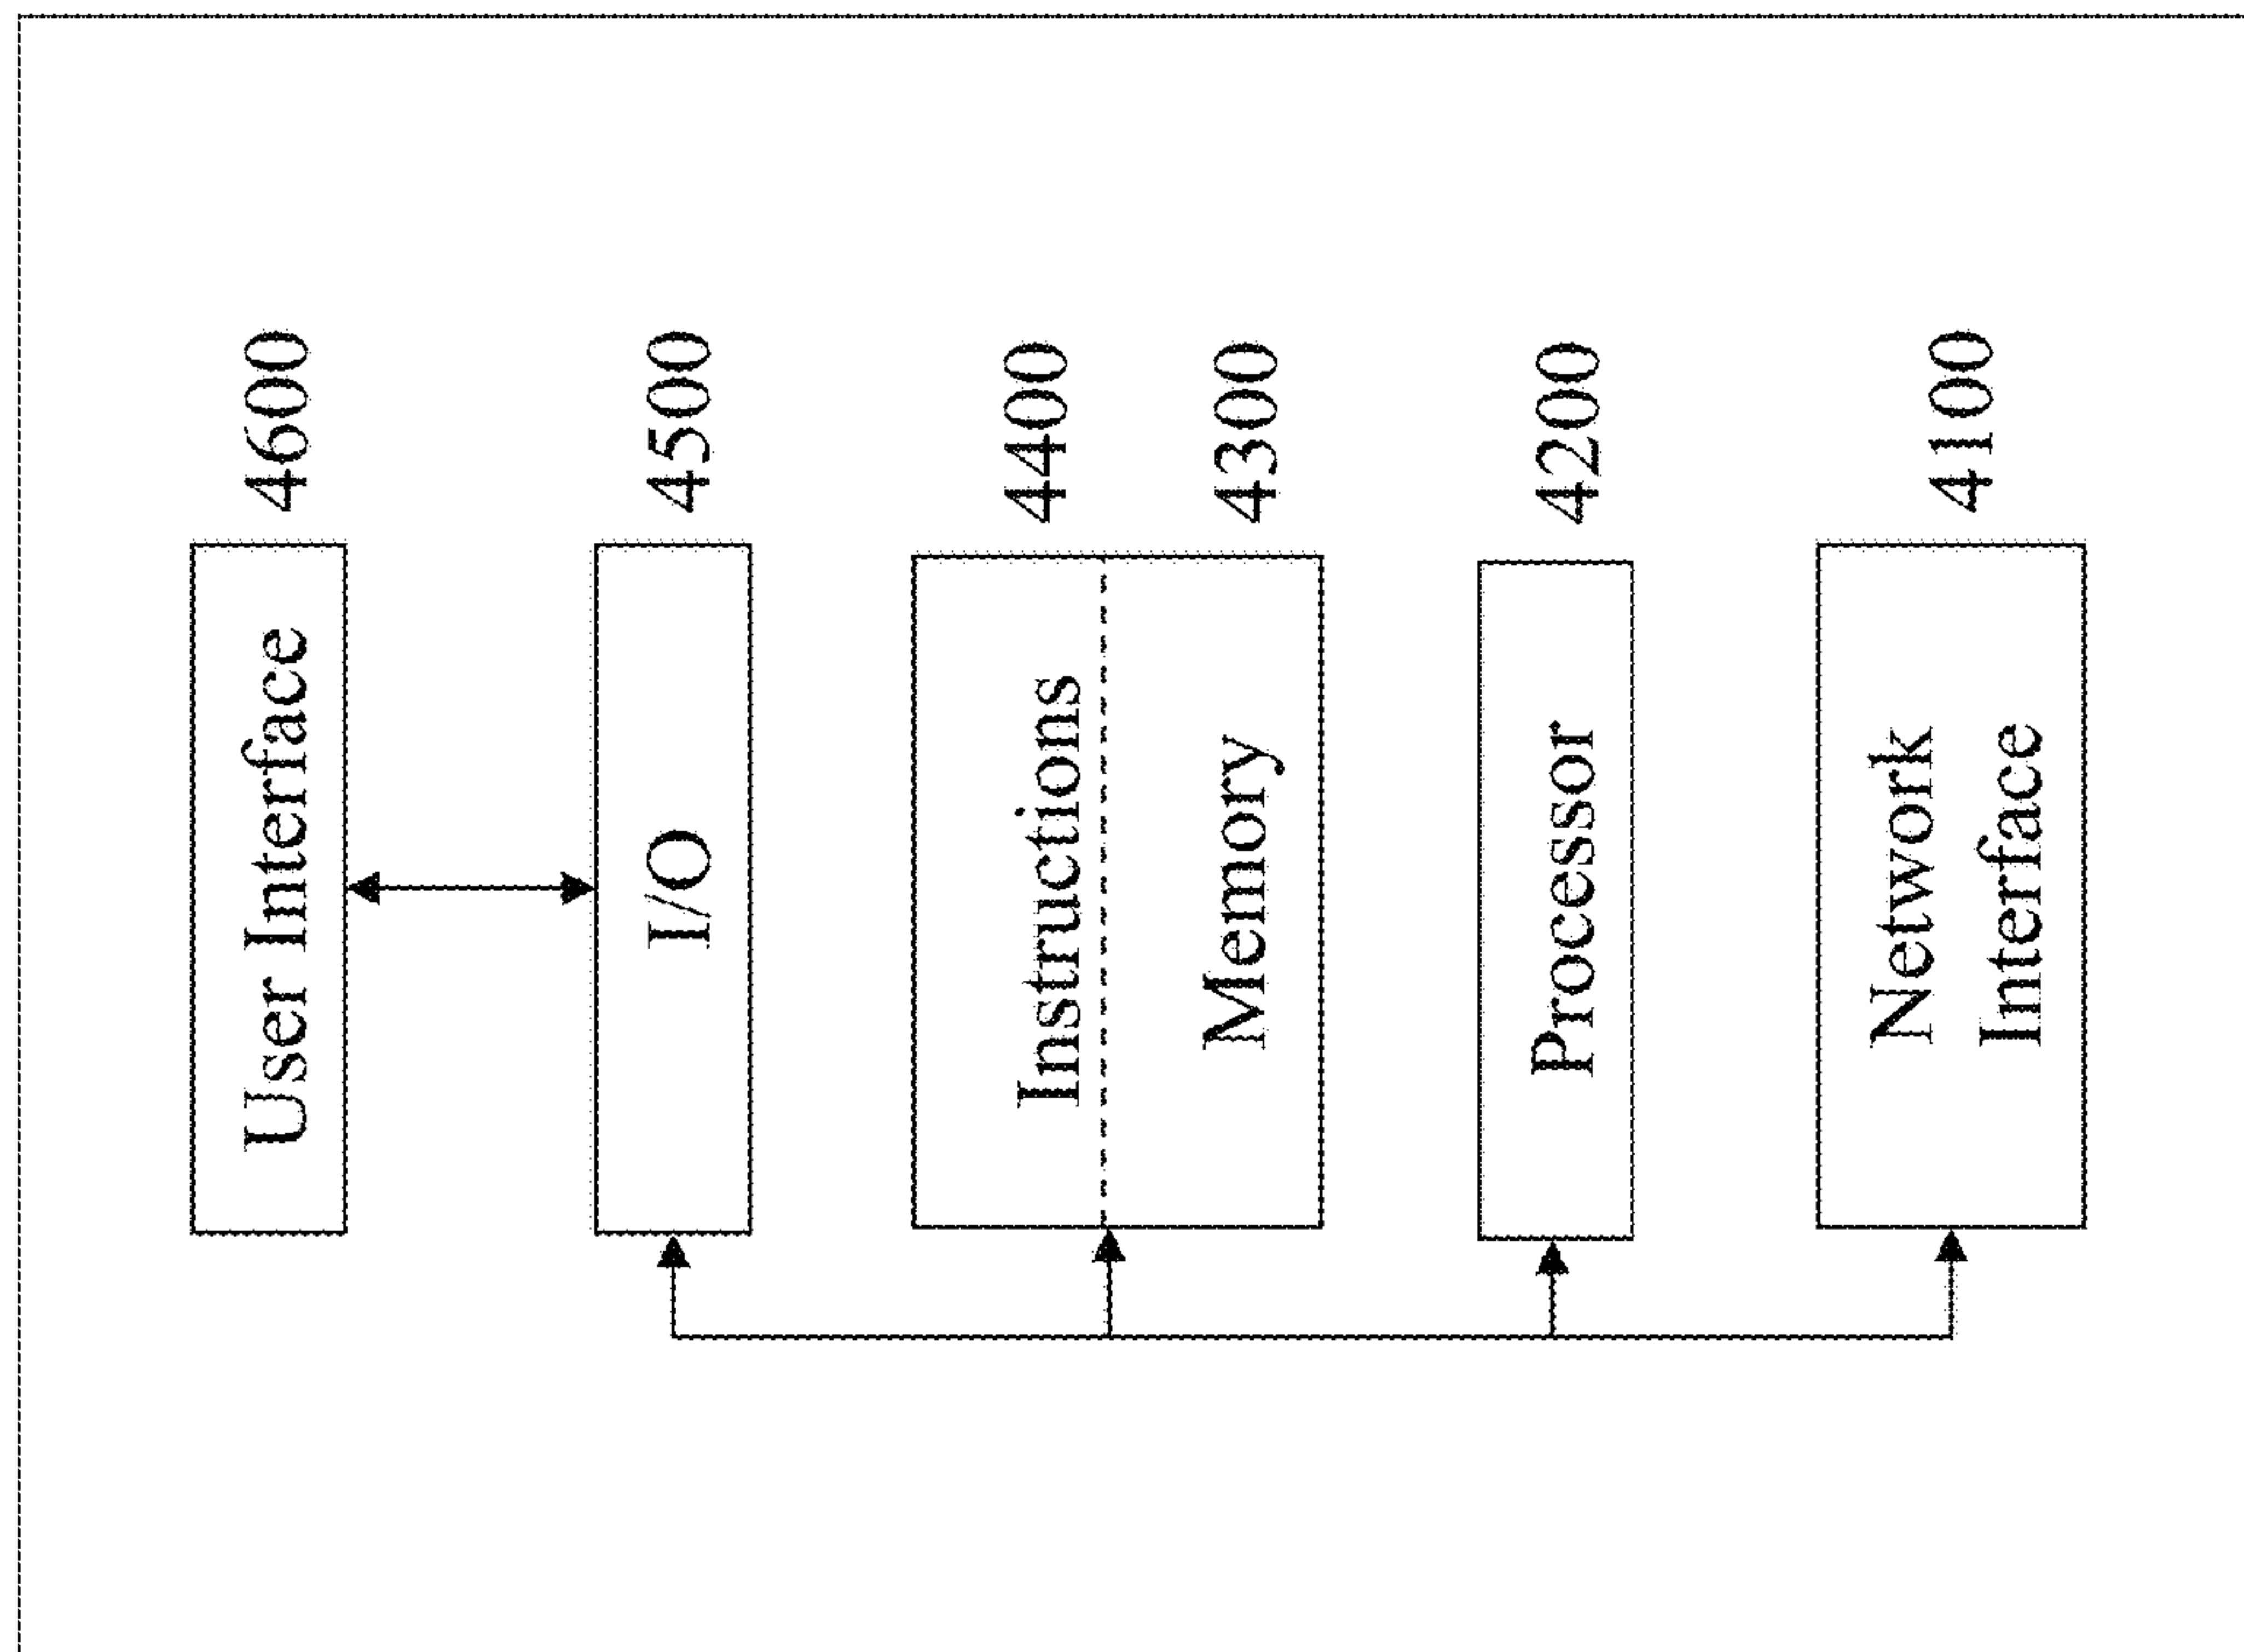 User Interface 4600
I/O 4500
Instructions 4400
Memory 4300
Processor 4200
Network
Interface
4100